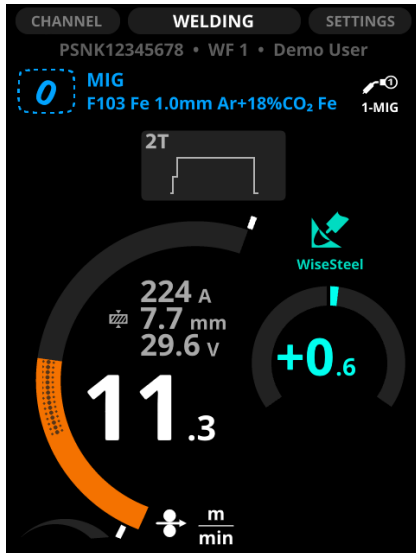 CHANNEL WELDING SETTINGS
PSNK12345678 • WF 1 • Demo User
0
MIG
F103 Fe 1.0mm Ar+18%CO₂ Fe
1
1-MIG
2T
WiseSteel
224 A
7.7 mm
29.6 V
+0.6
11.3
m
min